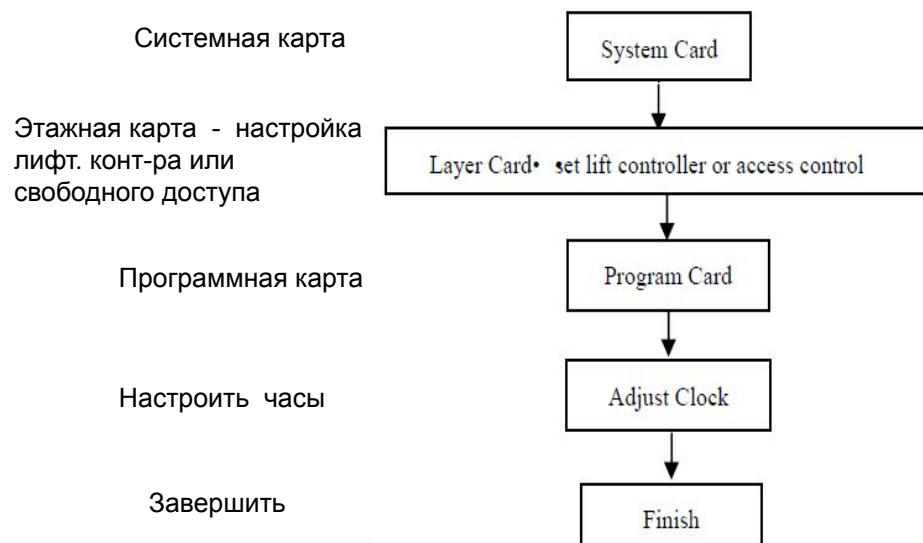 Системная карта
System Card
Этажная карта - настройка
лифт. конт-ра или
свободного доступа
Layer Card• set lift controller or access control
Программная карта
Program Card
Настроить часы
Adjust Clock
Завершить
Finish